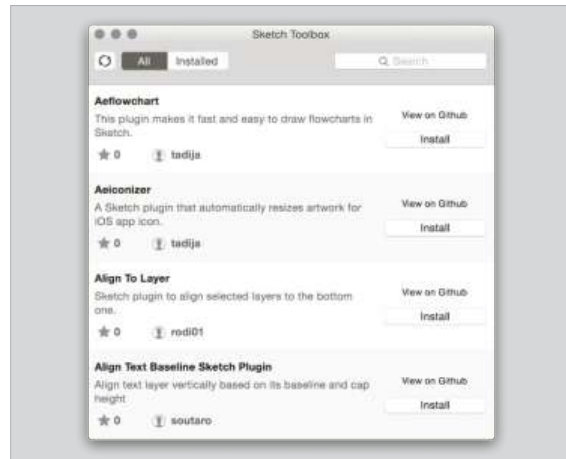 Sketch Toolbox
All Installed Search
Aeflowchart
This plugin makes it fast and easy to draw flowcharts in
Sketch.
View on Github
Install
0 tadija
Aeiconizer
A Sketch plugin that automatically resizes artwork for
iOS app icon.
View on Github
Install
0 tadija
Align To Layer
Sketch plugin to align selected layers to the bottom
one.
View on Github
Install
0 rodi01
Align Text Baseline Sketch Plugin
Align text layer vertically based on its baseline and cap
height
View on Github
Install
0 soutaro